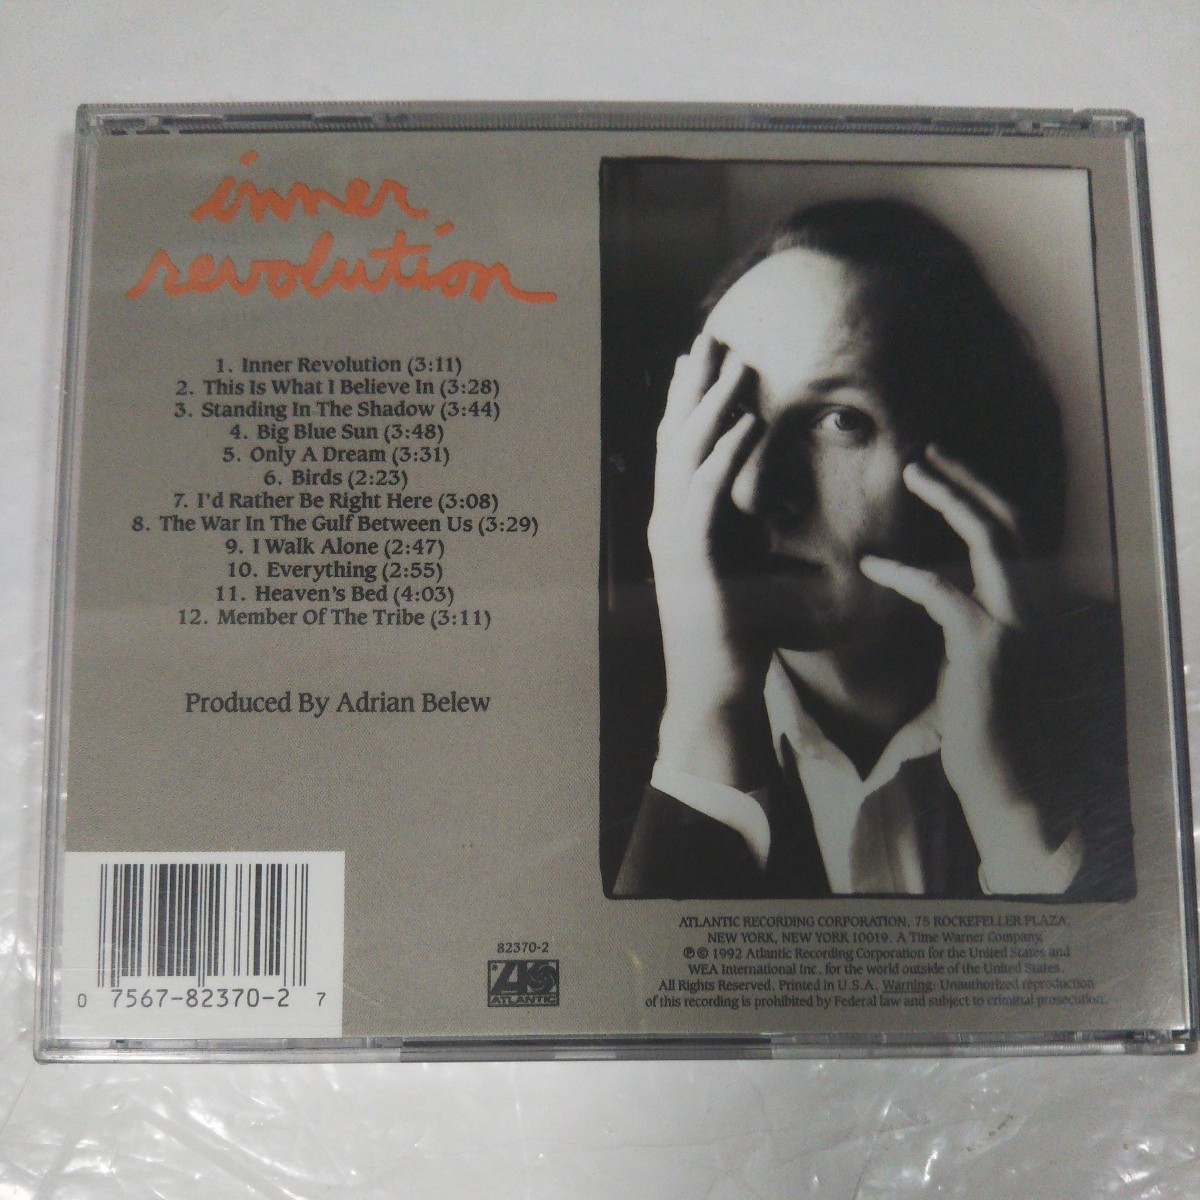 inner
revolution
1. Inner Revolution (3:11)
2. This Is What I Believe In (3:28)
3. Standing In The Shadow (3:44)
4. Big Blue Sun (3:48)
5. Only A Dream (3:31)
6. Birds (2:23)
7. I'd Rather Be Right Here (3:08)
8. The War In The Gulf Between Us (3:29)
9. I Walk Alone (2:47)
10. Everything (2:55)
11. Heaven's Bed (4:03)
12. Member Of The Tribe (3:11)
Produced By Adrian Belew
0 7567-82370-2 7
82370-2
ATLANTIC
ATLANTIC RECORDING CORPORATION, 75 ROCKEFELLER PLAZA,
NEW YORK, NEW YORK 10019. A Time Warner Company.
℗ © 1992 Atlantic Recording Corporation for the United States and
WEA International Inc. for the world outside of the United States.
All Rights Reserved. Printed in U.S.A. Warning: Unauthorized reproduction
of this recording is prohibited by Federal law and subject to criminal prosecution.